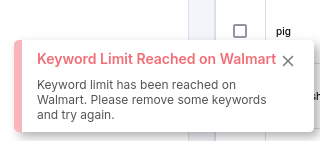 pig
Keyword Limit Reached on Walmart
Keyword limit has been reached on
Walmart. Please remove some keywords
and try again.